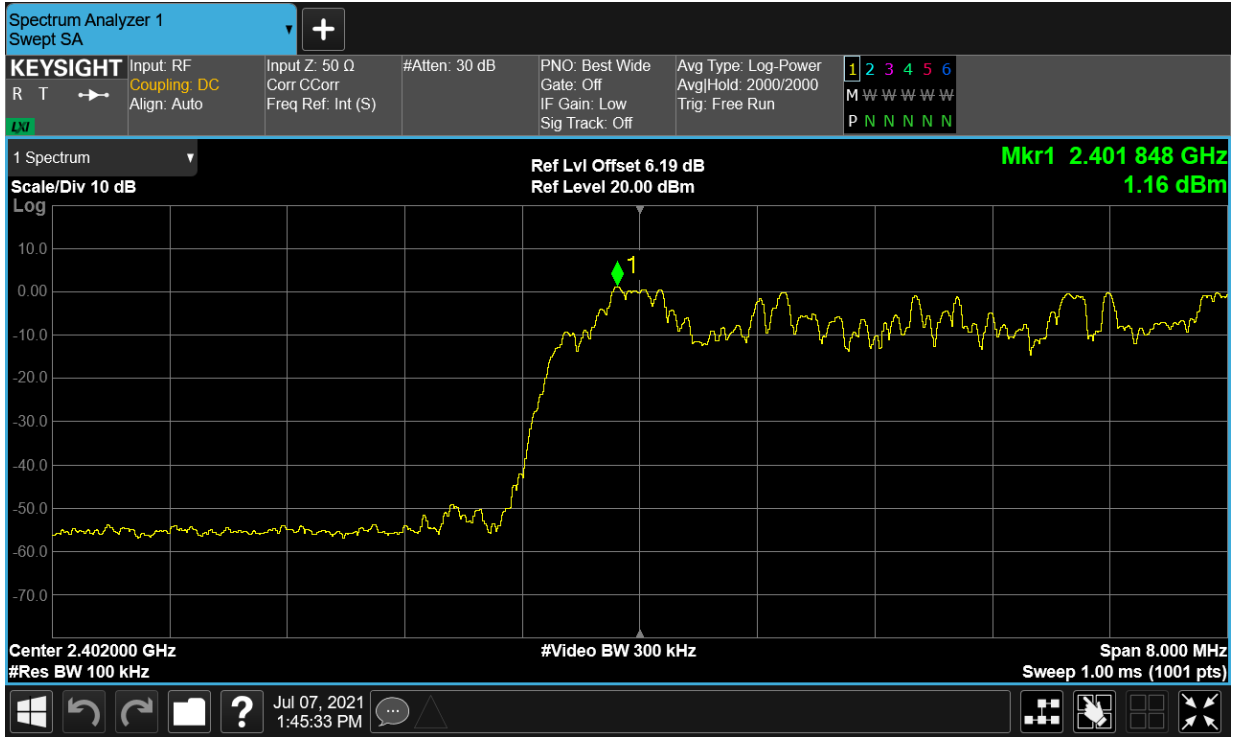 Spectrum Analyzer 1
Swept SA
KEYSIGHT
R T
LXI
Input: RF
Coupling: DC
Align: Auto
Input Z: 50 Ω
Corr CCorr
Freq Ref: Int (S)
#Atten: 30 dB
PNO: Best Wide
Gate: Off
IF Gain: Low
Sig Track: Off
Avg Type: Log-Power
Avg|Hold: 2000/2000
Trig: Free Run
1 2 3 4 5 6
M W W W W W
P N N N N N
1 Spectrum
Scale/Div 10 dB
Log
Ref Lvl Offset 6.19 dB
Ref Level 20.00 dBm
Mkr1 2.401 848 GHz
1.16 dBm
10.0
1
0.00
-10.0
-20.0
-30.0
-40.0
-50.0
-60.0
-70.0
Center 2.402000 GHz
#Res BW 100 kHz
#Video BW 300 kHz
Span 8.000 MHz
Sweep 1.00 ms (1001 pts)
?
Jul 07, 2021
1:45:33 PM